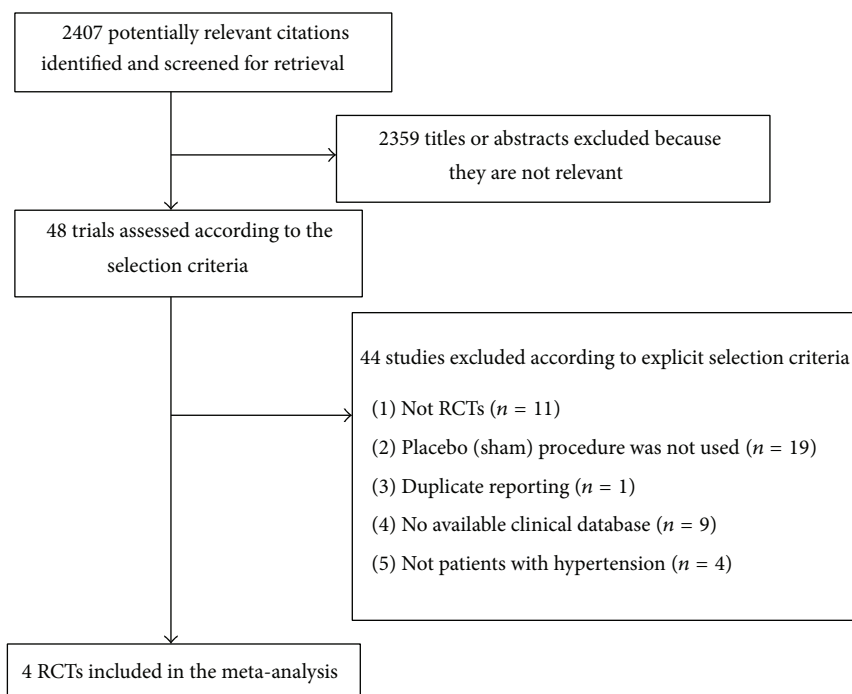 2407 potentially relevant citations
identified and screened for retrieval
2359 titles or abstracts excluded because
they are not relevant
48 trials assessed according to the
selection criteria
44 studies excluded according to explicit selection criteria
(1) Not RCTs (n = 11)
(2) Placebo (sham) procedure was not used (n = 19)
(3) Duplicate reporting (n = 1)
(4) No available clinical database (n = 9)
(5) Not patients with hypertension (n = 4)
4 RCTs included in the meta-analysis